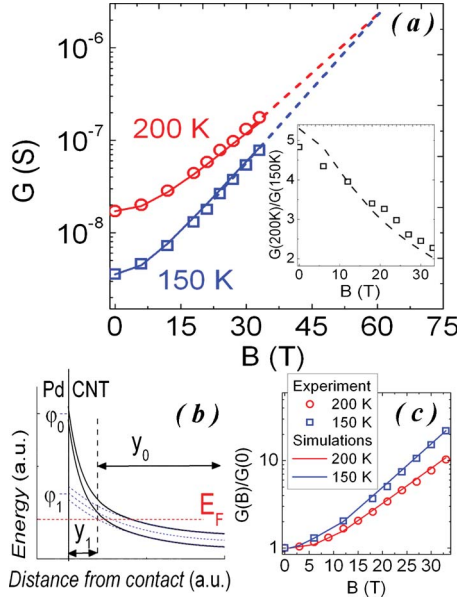 ( a )
10⁻⁶
10⁻⁷
10⁻⁸
G (S)
200 K
150 K
0 15 30 45 60 75
B (T)
G(200K)/G(150K)
5
4
3
2
0 10 20 30
B (T)
( b )
Pd CNT
φ₀
φ₁
y₀
y₁
E_F
Energy (a.u.)
Distance from contact (a.u.)
( c )
Experiment
200 K
150 K
Simulations
200 K
150 K
G(B)/G(0)
10
1
0 5 10 15 20 25 30
B (T)